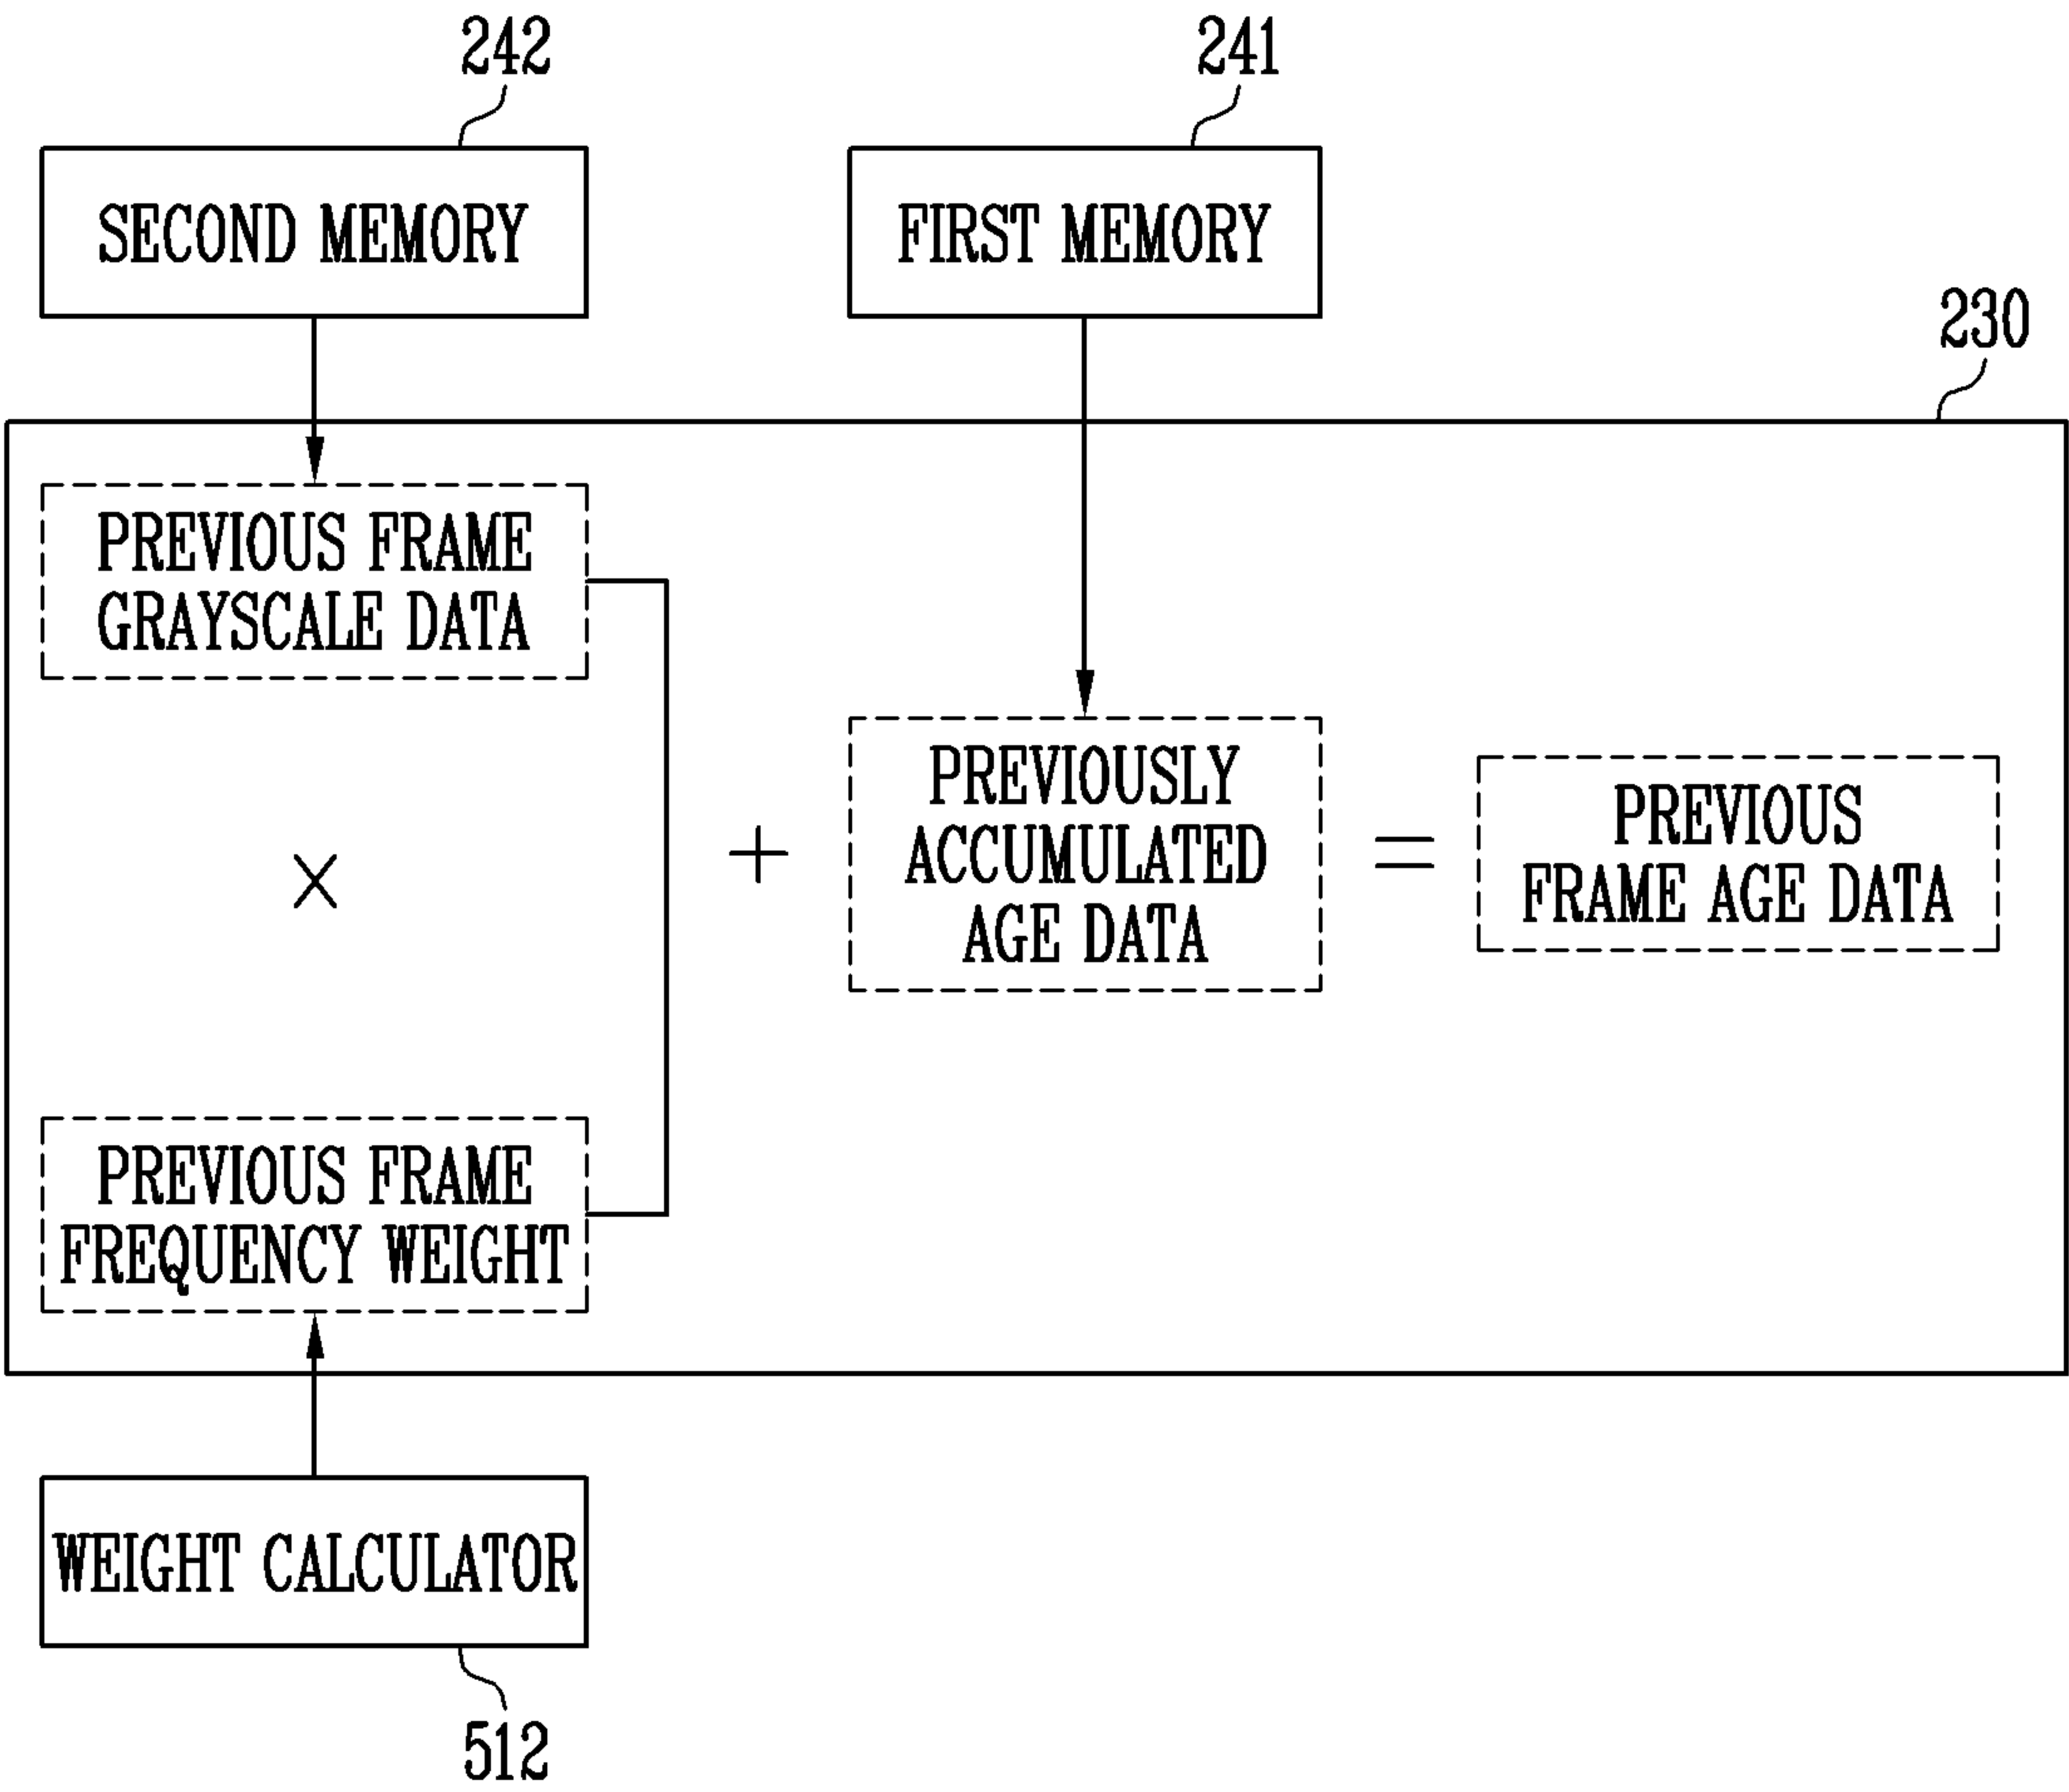 242
241
SECOND MEMORY
FIRST MEMORY
230
PREVIOUS FRAME
GRAYSCALE DATA
×
PREVIOUS FRAME
FREQUENCY WEIGHT
+
PREVIOUSLY
ACCUMULATED
AGE DATA
=
PREVIOUS
FRAME AGE DATA
WEIGHT CALCULATOR
512